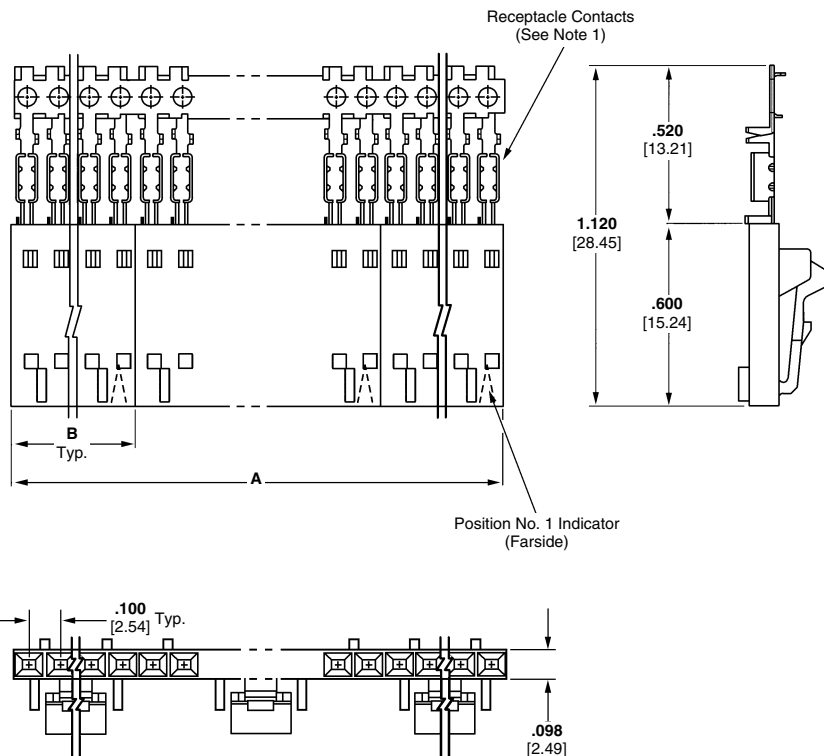 Receptacle Contacts
(See Note 1)
.520
[13.21]
1.120
[28.45]
.600
[15.24]
B
Typ.
A
Position No. 1 Indicator
(Farside)
.100
[2.54] Typ.
.098
[2.49]